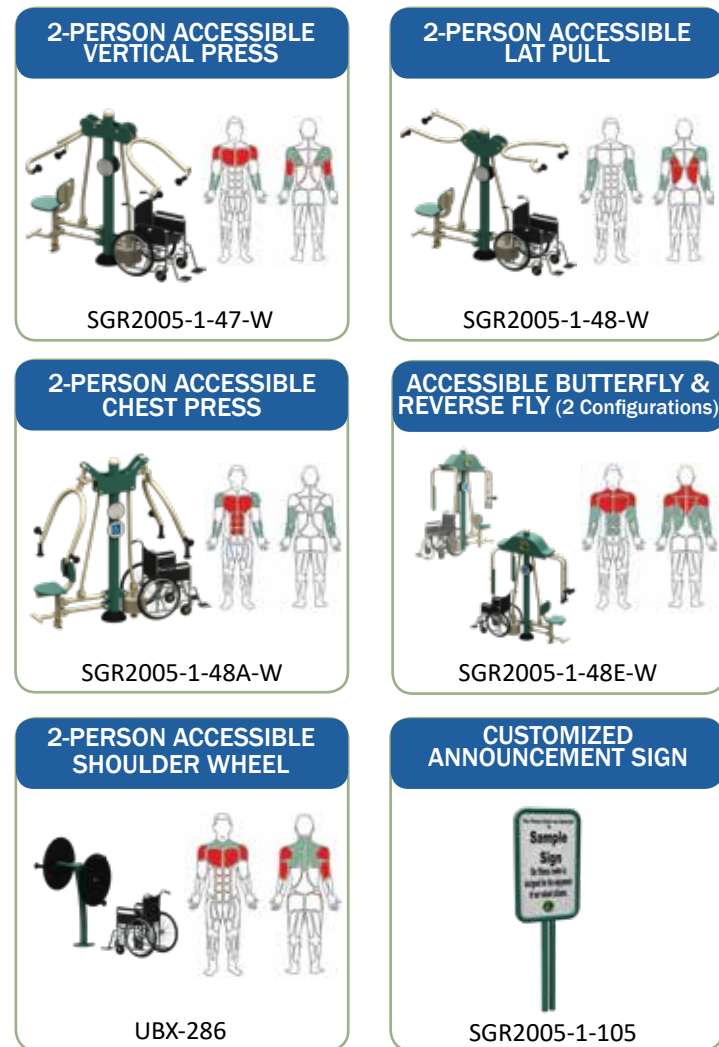 2-PERSON ACCESSIBLE
VERTICAL PRESS
SGR2005-1-47-W
2-PERSON ACCESSIBLE
LAT PULL
SGR2005-1-48-W
2-PERSON ACCESSIBLE
CHEST PRESS
SGR2005-1-48A-W
ACCESSIBLE BUTTERFLY &
REVERSE FLY (2 Configurations)
SGR2005-1-48E-W
2-PERSON ACCESSIBLE
SHOULDER WHEEL
UBX-286
CUSTOMIZED
ANNOUNCEMENT SIGN
Sample
Sign
SGR2005-1-105